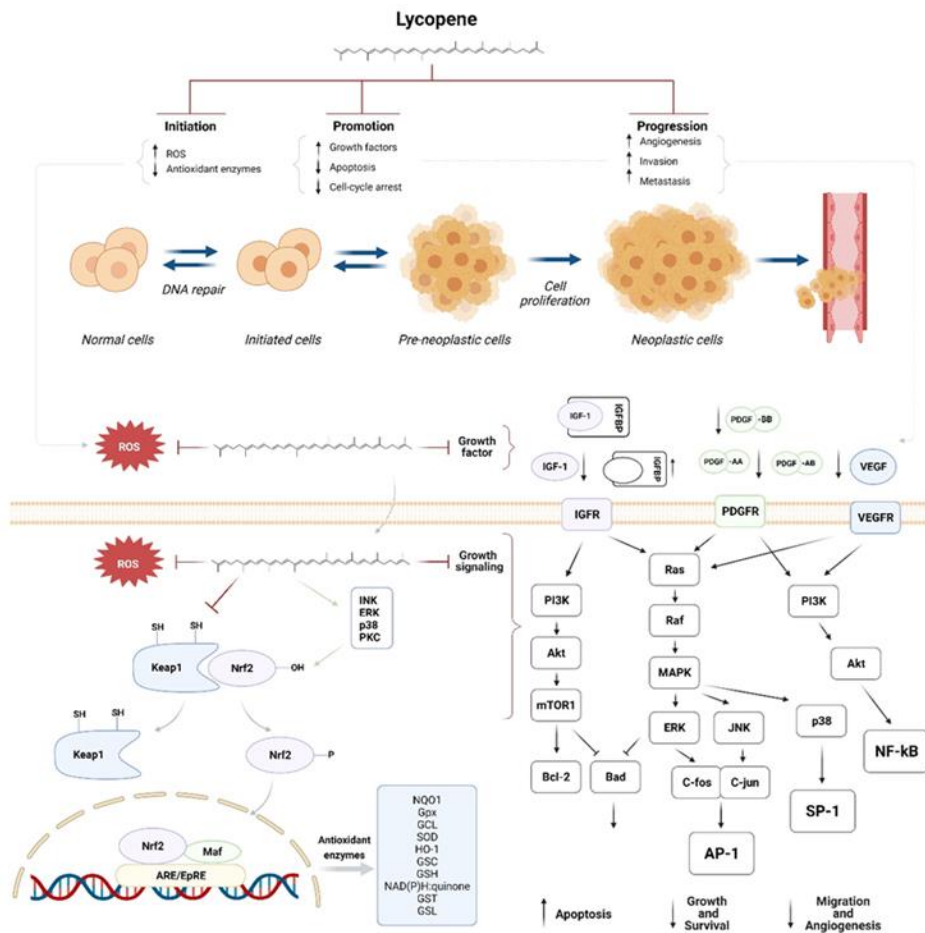 Lycopene
Initiation
ROS
Antioxidant enzymes
Promotion
Growth factors
Apoptosis
Cell-cycle arrest
Progression
Angiogenesis
Invasion
Metastasis
DNA repair
Cell
proliferation
Normal cells
Initiated cells
Pre-neoplastic cells
Neoplastic cells
ROS
Growth
factor
IGF-1
IGFBP
IGF-1
IGFBP
PDGF -BB
PDGF -AA
PDGF -AB
VEGF
IGFR
PDGFR
VEGFR
ROS
Growth
signaling
INK
ERK
p38
PKC
SH
SH
Keap1
Nrf2
OH
SH
SH
Keap1
Nrf2
P
Nrf2
Maf
ARE/EpRE
Antioxidant
enzymes
NQO1
Gpx
GCL
SOD
HO-1
GSC
GSH
NAD(P)H:quinone
GST
GSL
PI3K
Akt
mTOR1
Bcl-2
Bad
Ras
Raf
MAPK
ERK
JNK
C-fos
C-jun
AP-1
p38
SP-1
PI3K
Akt
NF-kB
Apoptosis
Growth
and
Survival
Migration
and
Angiogenesis